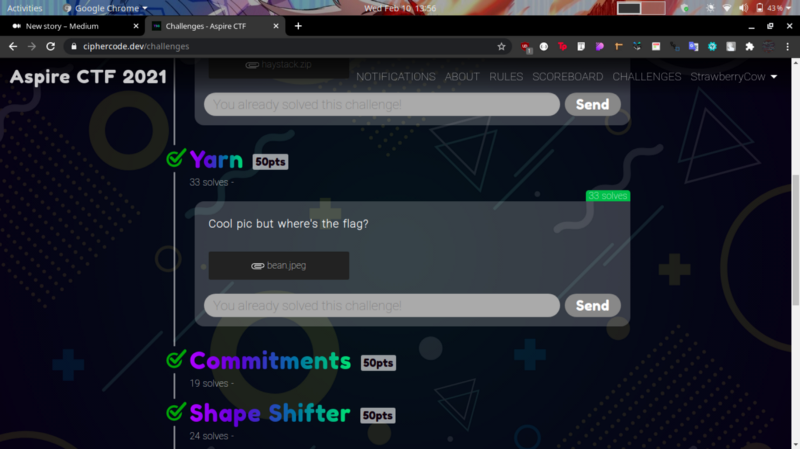 Activities Google Chrome Wed Feb 10, 13:56 43%
New story – Medium Challenges - Aspire CTF
ciphercode.dev/challenges
Aspire CTF 2021 NOTIFICATIONS ABOUT RULES SCOREBOARD CHALLENGES StrawberryCow
haystack.zip
You already solved this challenge! Send
Yarn 50pts
33 solves -
33 solves
Cool pic but where's the flag?
bean.jpeg
You already solved this challenge! Send
Commitments 50pts
19 solves -
Shape Shifter 50pts
24 solves -